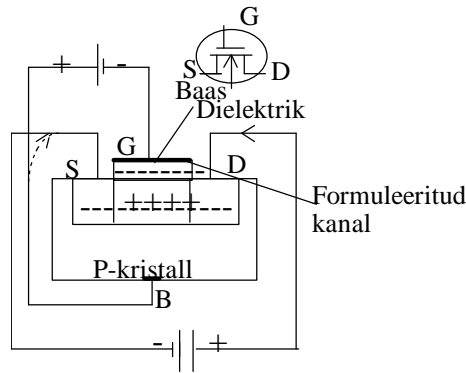 G
+ -
S D
Baas
Dielektrik
G
S D
Formuleeritud
kanal
++++
P-kristall
B
- +